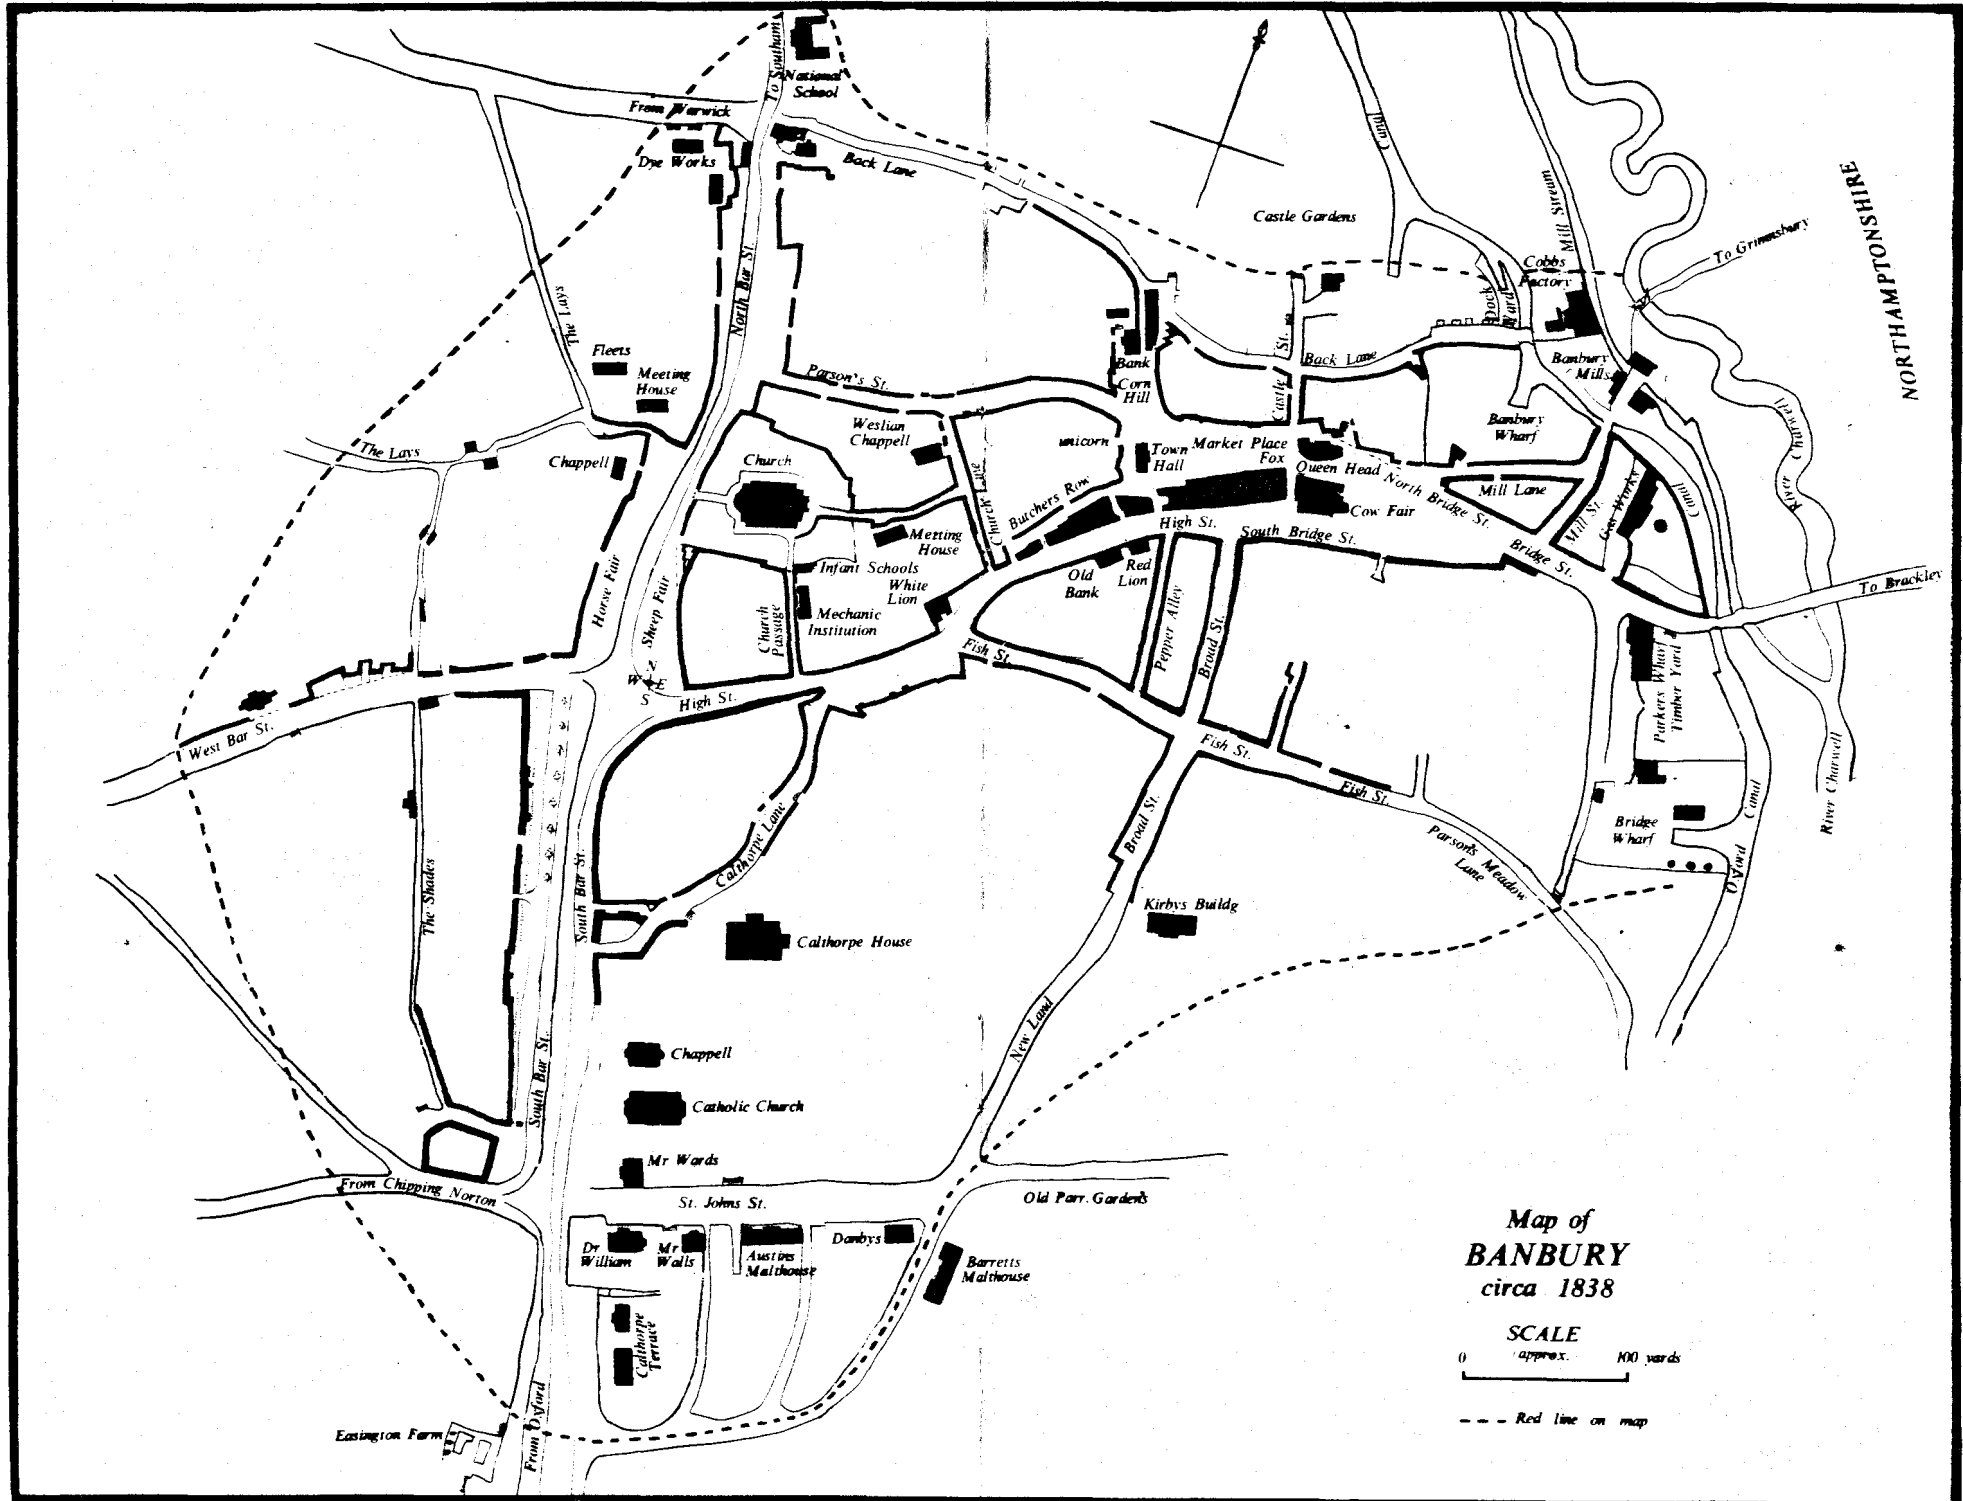 To Southam
National
School
From Warwick
Dye Works
Back Lane
Canal
Castle Gardens
Mill Stream
NORTHAMPTONSHIRE
To Grimesbury
Cobbs
Factory
Dock
Yard
The Lays
North Bar St.
Fleets
Meeting
House
Parson's St.
Bank
Corn
Hill
Castle St.
Back Lane
Banbury
Mills
Banbury
Wharf
River Charwell
The Lays
Chappell
Church
Weslian
Chappell
unicorn
Town
Hall
Market Place
Fox
Queen Head
North Bridge St.
Mill Lane
Canal
Church Lane
Butchers Row
High St.
Cow Fair
South Bridge St.
Bridge St.
Mill St.
Gas Works
Metting
House
Infant Schools
White
Lion
Mechanic
Institution
Church
Passage
Old
Bank
Red
Lion
Pepper Alley
Broad St.
To Brackley
Horse Fair
Sheep Fair
N
W
E
S
High St.
Fish St.
West Bar St.
Fish St.
Fish St.
Parkers Wharf
Timber Yard
River Charwell
Bridge
Wharf
Canal
Oxford
Parson's Meadow
Lane
Broad St.
Calthorpe Lane
The Shades
South Bar St.
Calthorpe House
Kirbys Buildg
New Land
South Bar St.
Chappell
Catholic Church
Mr Wards
From Chipping Norton
St. Johns St.
Old Parr. Gardens
Dr
William
Mr
Walls
Austins
Malthouse
Danbys
Barretts
Malthouse
Calthorpe
Terrace
From Oxford
Easington Farm
Map of
BANBURY
circa 1838
SCALE
0 approx. 100 yards
Red line on map